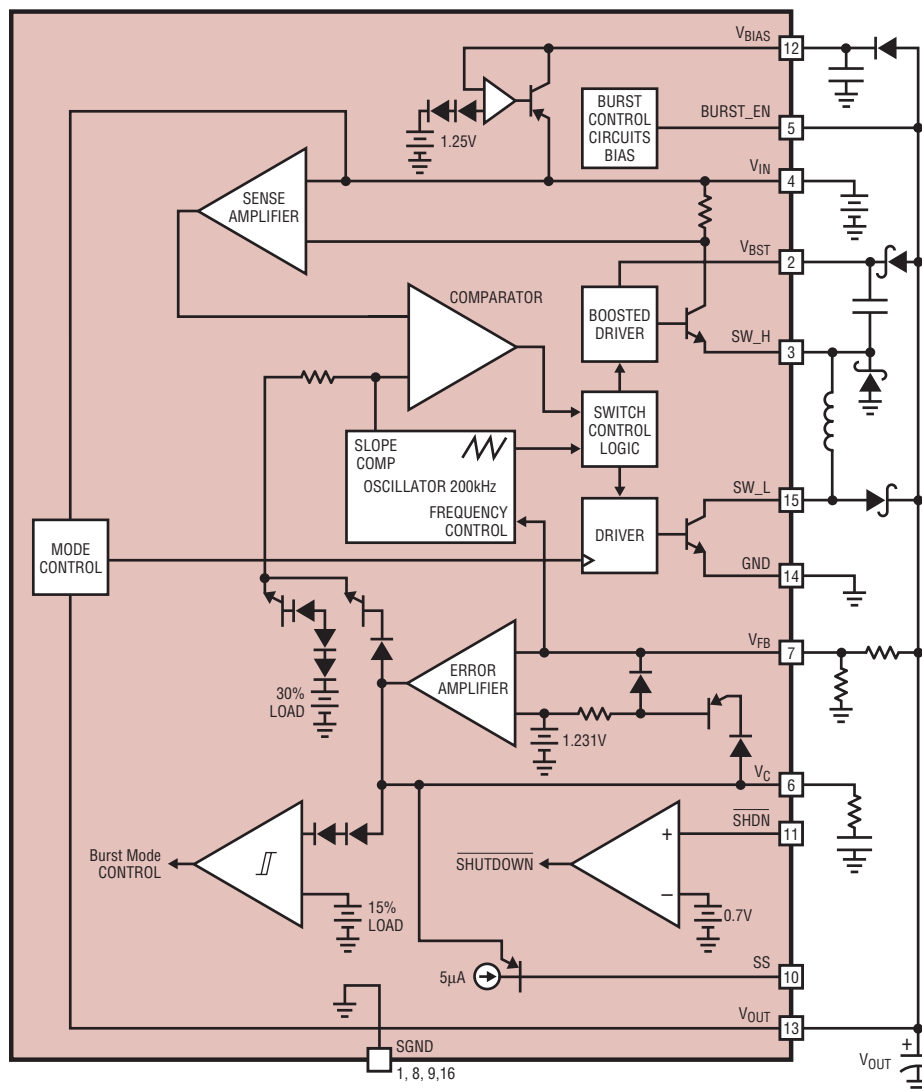 VBIAS
12
BURST_EN
5
BURST
CONTROL
CIRCUITS
BIAS
1.25V
VIN
4
SENSE
AMPLIFIER
VBST
2
COMPARATOR
BOOSTED
DRIVER
SW_H
3
SLOPE
COMP
OSCILLATOR 200kHz
FREQUENCY
CONTROL
SWITCH
CONTROL
LOGIC
SW_L
15
DRIVER
GND
14
MODE
CONTROL
VFB
7
ERROR
AMPLIFIER
30%
LOAD
1.231V
VC
6
SHDN
11
Burst Mode
CONTROL
SHUTDOWN
+
–
15%
LOAD
0.7V
SS
10
5µA
VOUT
13
SGND
1, 8, 9,16
+
VOUT